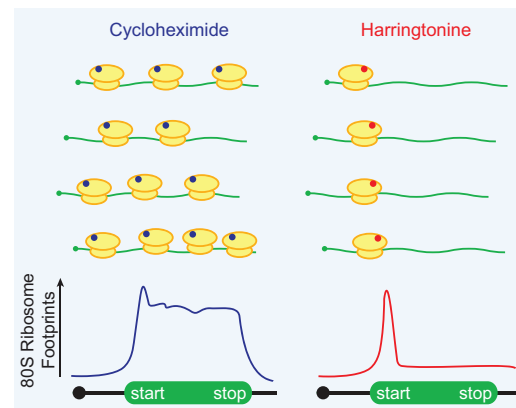 Cycloheximide
Harringtonine
80S Ribosome
Footprints
start
stop
start
stop